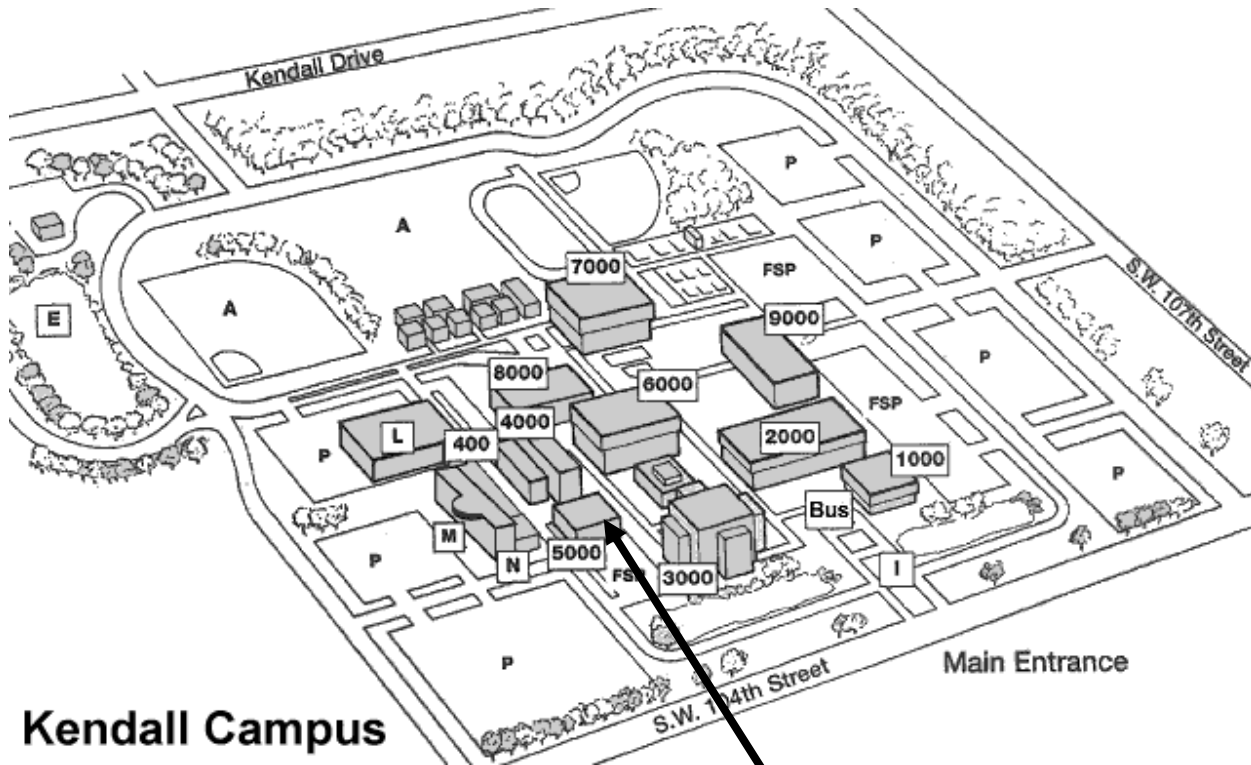 Kendall Drive
P
A
P
7000
FSP
S.W. 107th Street
E
A
9000
P
8000
6000
FSP
L
400
4000
2000
1000
P
P
Bus
M
P
N
5000
FSP
3000
I
P
Main Entrance
S.W. 104th Street
Kendall Campus